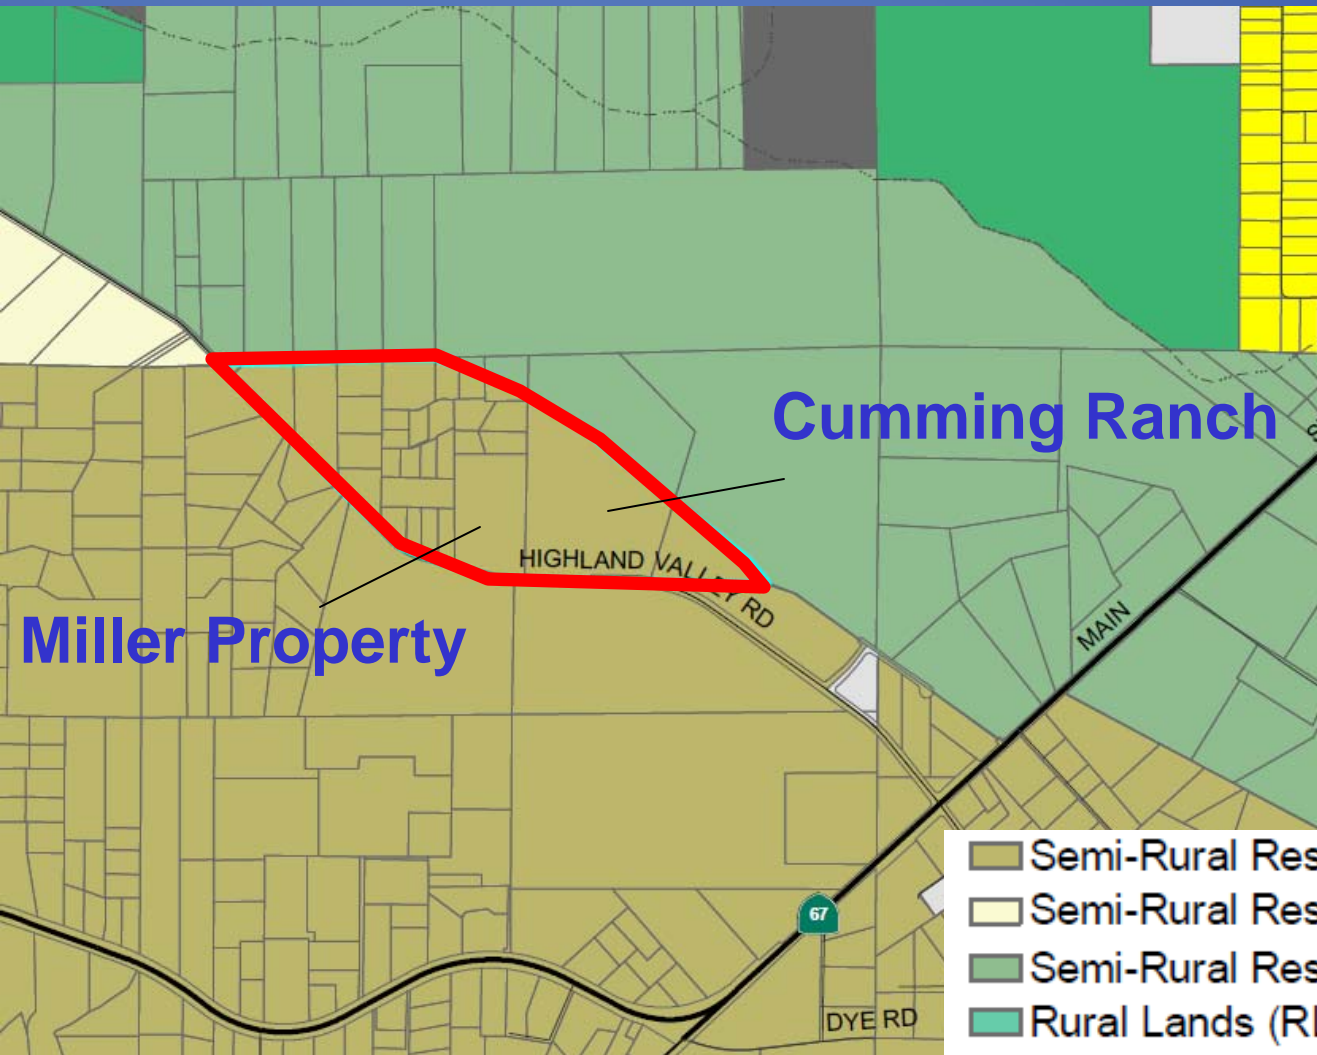 Cumming Ranch
HIGHLAND VALLEY RD
MAIN
Miller Property
67
DYE RD
Semi-Rural Res
Semi-Rural Res
Semi-Rural Res
Rural Lands (R